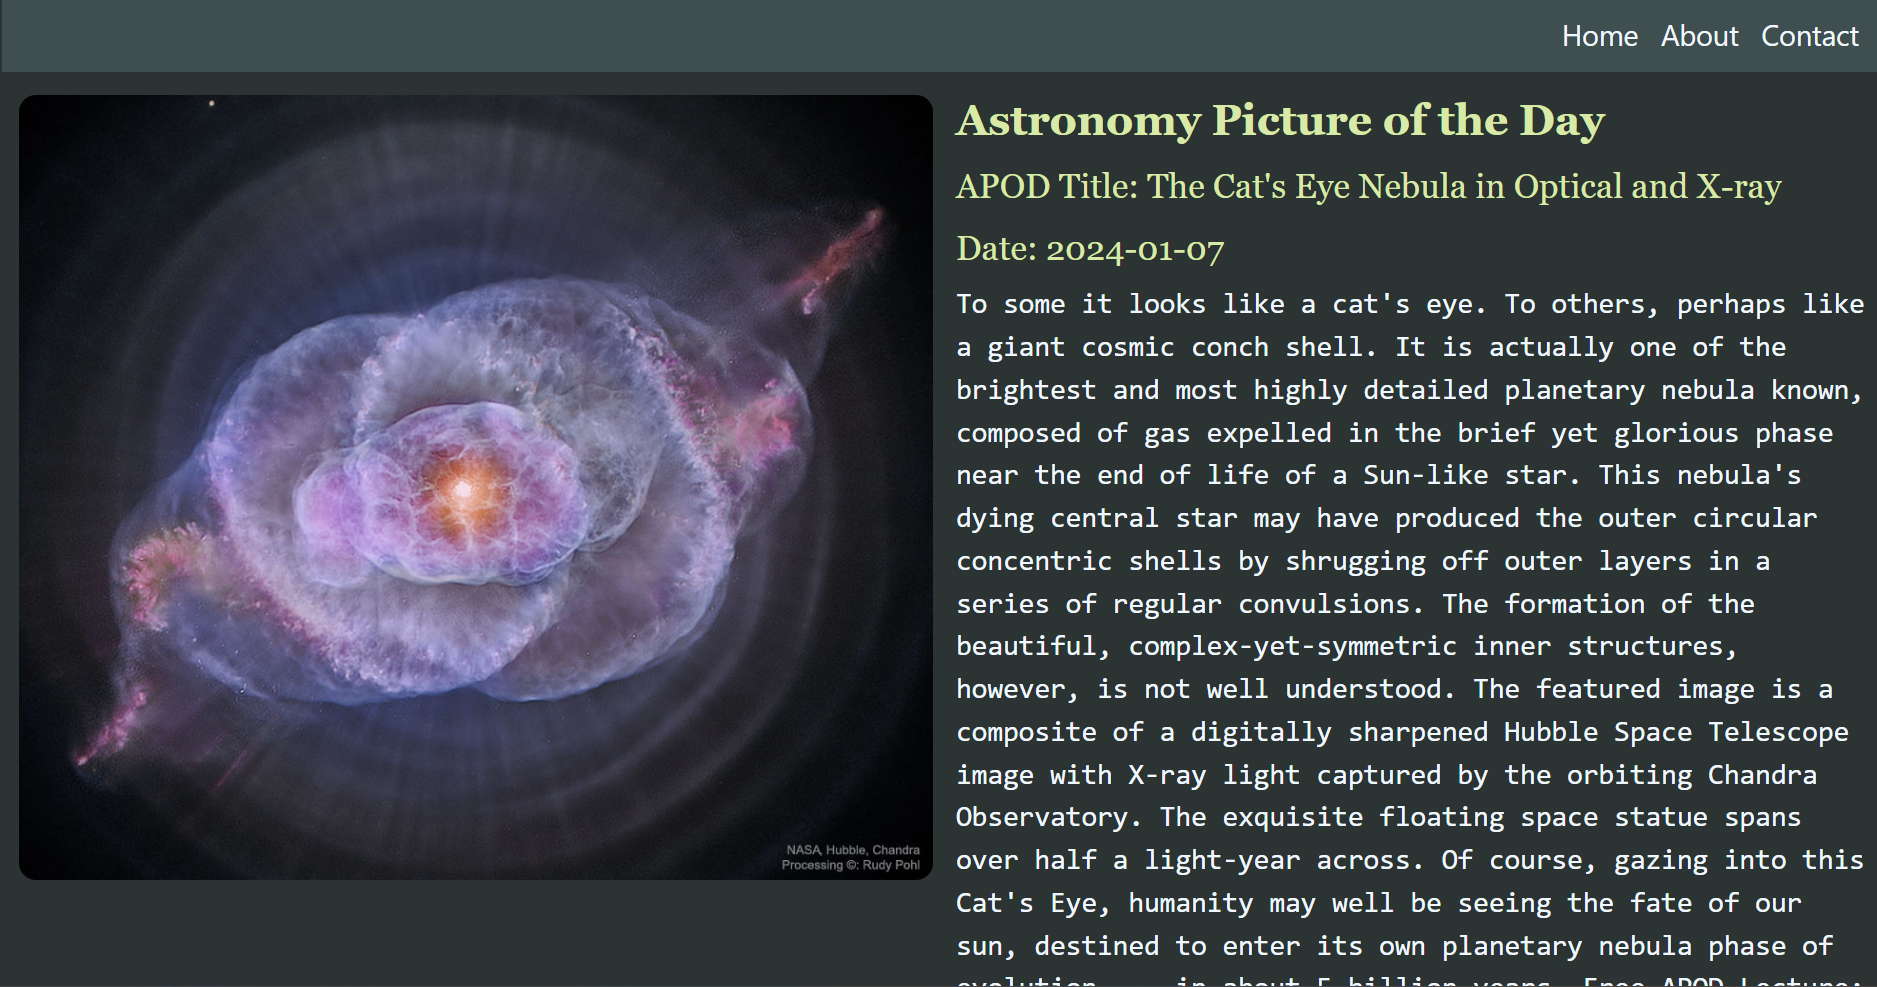 Home About Contact
Astronomy Picture of the Day
APOD Title: The Cat's Eye Nebula in Optical and X-ray
Date: 2024-01-07
To some it looks like a cat's eye. To others, perhaps like
a giant cosmic conch shell. It is actually one of the
brightest and most highly detailed planetary nebula known,
composed of gas expelled in the brief yet glorious phase
near the end of life of a Sun-like star. This nebula's
dying central star may have produced the outer circular
concentric shells by shrugging off outer layers in a
series of regular convulsions. The formation of the
beautiful, complex-yet-symmetric inner structures,
however, is not well understood. The featured image is a
composite of a digitally sharpened Hubble Space Telescope
image with X-ray light captured by the orbiting Chandra
Observatory. The exquisite floating space statue spans
over half a light-year across. Of course, gazing into this
Cat's Eye, humanity may well be seeing the fate of our
sun, destined to enter its own planetary nebula phase of
evolution ... in about 5 billion years. Free APOD Lecture:
NASA, Hubble, Chandra
Processing ©: Rudy Pohl